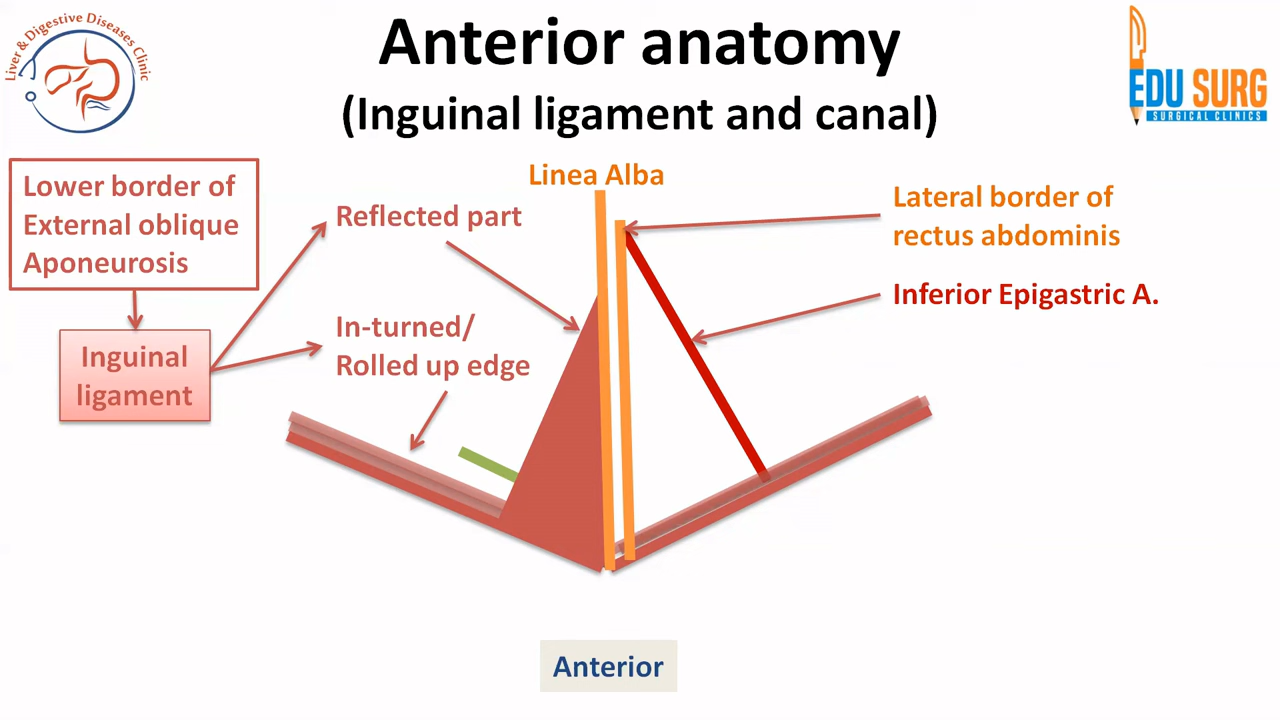 Liver & Digestive Diseases Clinic
Anterior anatomy
(Inguinal ligament and canal)
EDU SURG
SURGICAL CLINICS
Lower border of
External oblique
Aponeurosis
Inguinal
ligament
Reflected part
In-turned/
Rolled up edge
Linea Alba
Lateral border of
rectus abdominis
Inferior Epigastric A.
Anterior